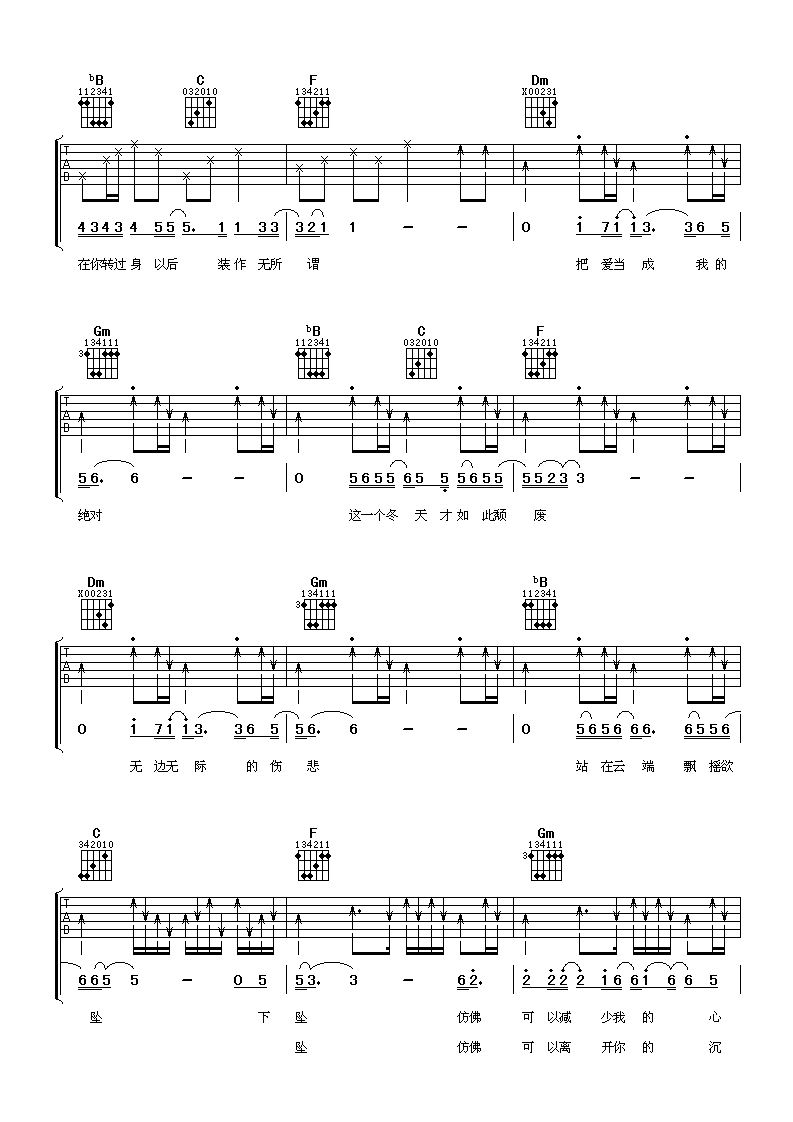 bB C F Dm
112341 032010 134211 X00231
T A B
4343 4 55 5. 1 1 33 321 1 - - 0 1 71 13. 36 5
在你转过 身 以后 装 作 无所 谓 把 爱当 成 我 的
Gm bB C F
3 134111 112341 032010 134211
T A B
56. 6 - - 0 5655 65 5 5655 5523 3 - -
绝对 这一个冬 天 才 如 此颓 废
Dm Gm bB
X00231 3 134111 112341
T A B
0 1 71 13. 36 5 56. 6 - - 0 5656 66. 6556
无 边无 际 的 伤 悲 站 在云 端 飘 摇欲
C F Gm
342010 134211 3 134111
T A B
665 5 - 0 5 53. 3 - 62. 2 22 2 16 61 6 6 5
坠 下 坠 仿佛 可 以减 少我 的 心
坠 仿佛 可 以离 开你 的 沉